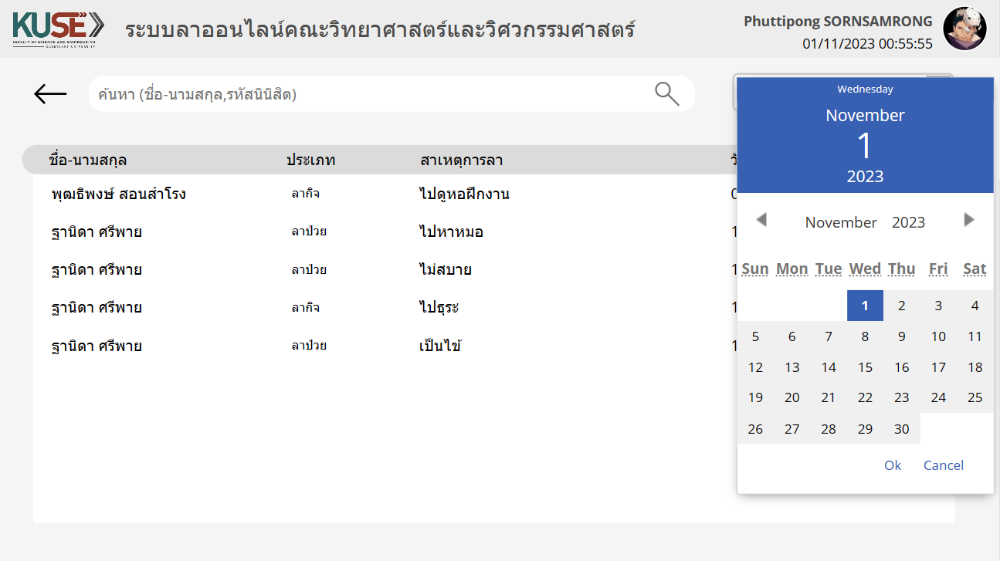 KUSE
FACULTY OF SCIENCE AND ENGINEERING
KASETSART UNIVERSITY
ระบบลาออนไลน์คณะวิทยาศาสตร์และวิศวกรรมศาสตร์
Phuttipong SORNSAMRONG
01/11/2023 00:55:55
ค้นหา (ชื่อ-นามสกุล,รหัสนินิสิต)
ชื่อ-นามสกุล ประเภท สาเหตุการลา
พุฒธิพงษ์ สอนสำโรง ลากิจ ไปดูหอฝึกงาน 0
ฐานิดา ศรีพาย ลาป่วย ไปหาหมอ 1
ฐานิดา ศรีพาย ลาป่วย ไม่สบาย 1
ฐานิดา ศรีพาย ลากิจ ไปธุระ 1
ฐานิดา ศรีพาย ลาป่วย เป็นไข้ 1
Wednesday
November
1
2023
November 2023
Sun Mon Tue Wed Thu Fri Sat
1 2 3 4
5 6 7 8 9 10 11
12 13 14 15 16 17 18
19 20 21 22 23 24 25
26 27 28 29 30
Ok Cancel